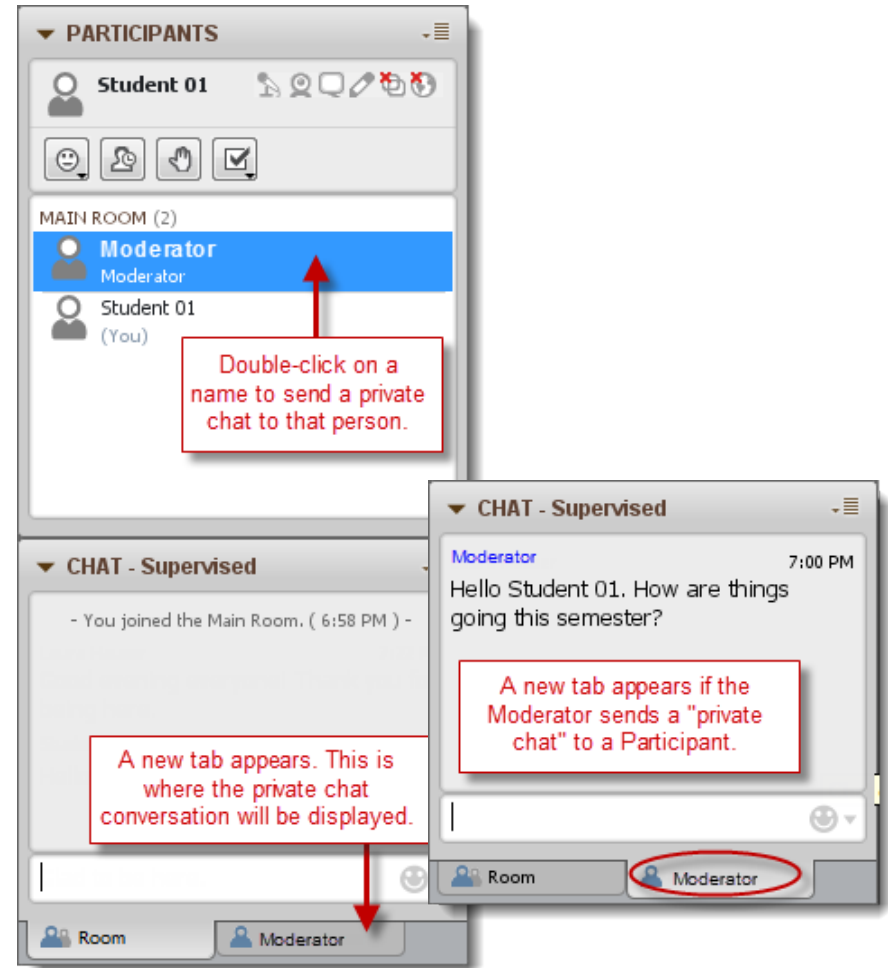 PARTICIPANTS
Student 01
MAIN ROOM (2)
Moderator
Moderator
Student 01
(You)
Double-click on a
name to send a private
chat to that person.
CHAT - Supervised
- You joined the Main Room. ( 6:58 PM ) -
A new tab appears. This is
where the private chat
conversation will be displayed.
Room
Moderator
CHAT - Supervised
Moderator 7:00 PM
Hello Student 01. How are things
going this semester?
A new tab appears if the
Moderator sends a "private
chat" to a Participant.
Room
Moderator